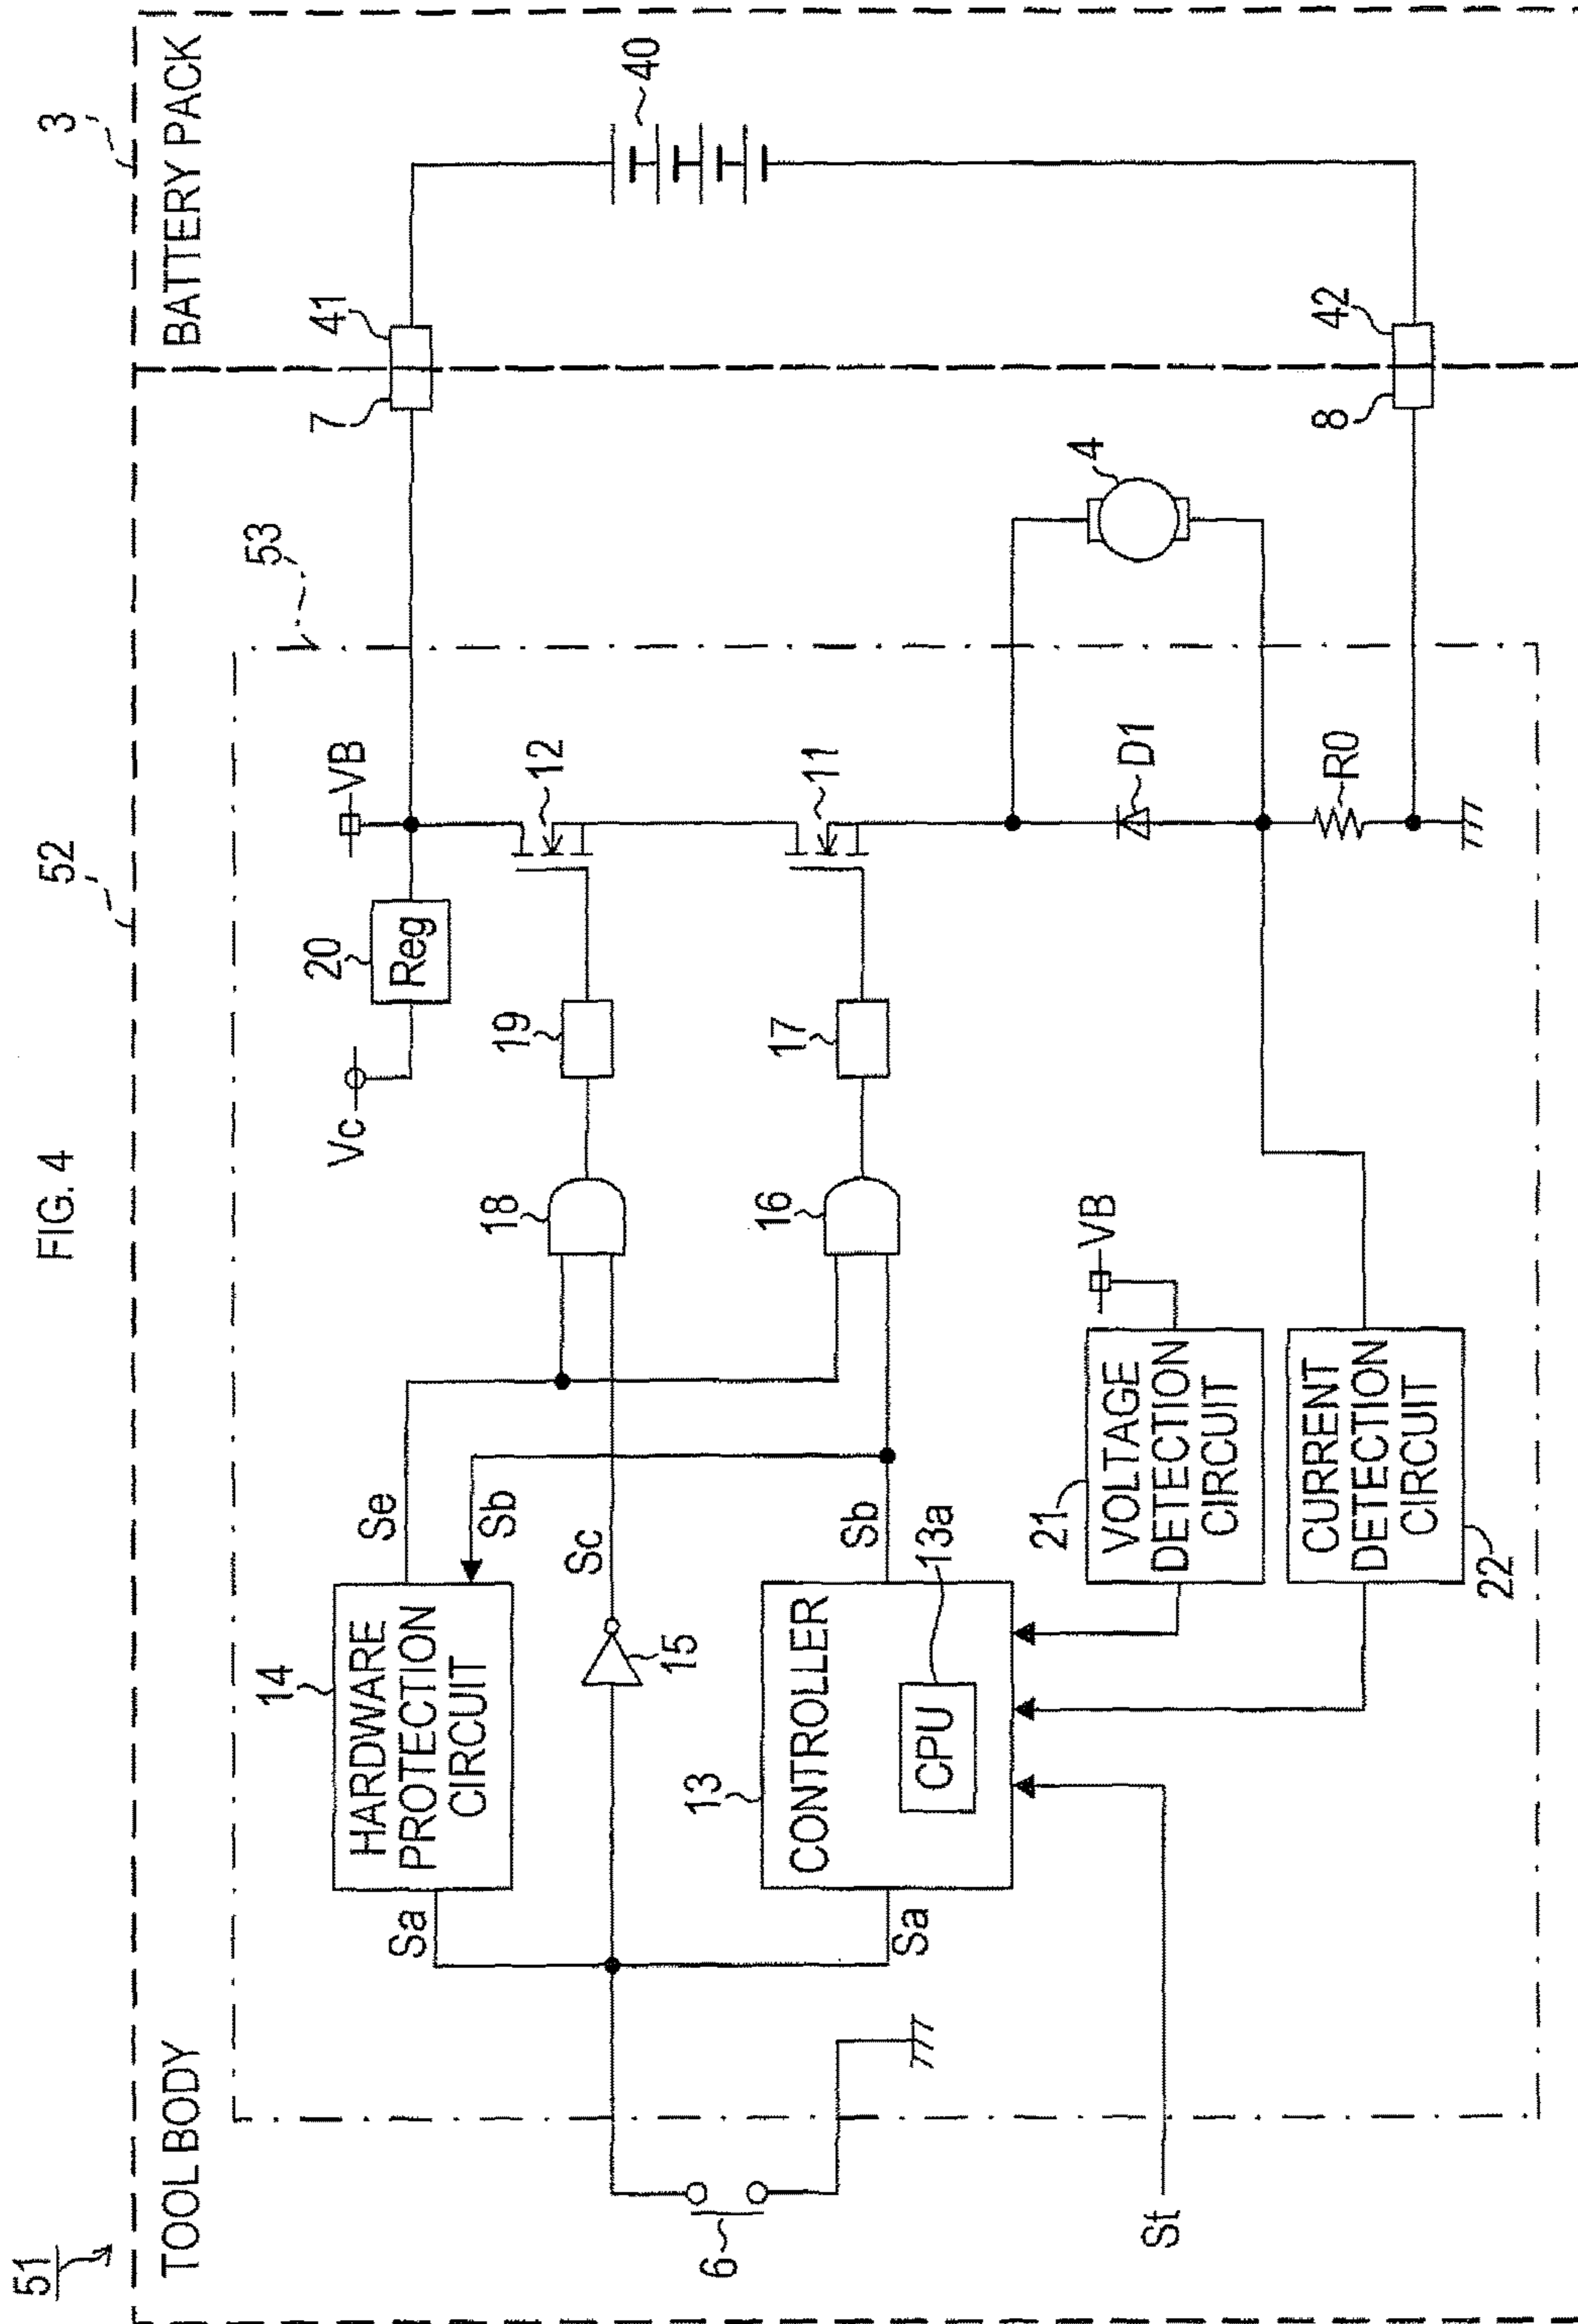 FIG. 4
51
52
3
TOOL BODY
BATTERY PACK
53
14
HARDWARE
PROTECTION
CIRCUIT
Sa
Se
Sb
Sc
15
13
CONTROLLER
CPU
13a
Sa
Sb
6
St
18
19
16
17
Vc
20
Reg
VB
12
11
D1
R0
4
7
41
40
8
42
21
VOLTAGE
DETECTION
CIRCUIT
VB
CURRENT
DETECTION
CIRCUIT
22